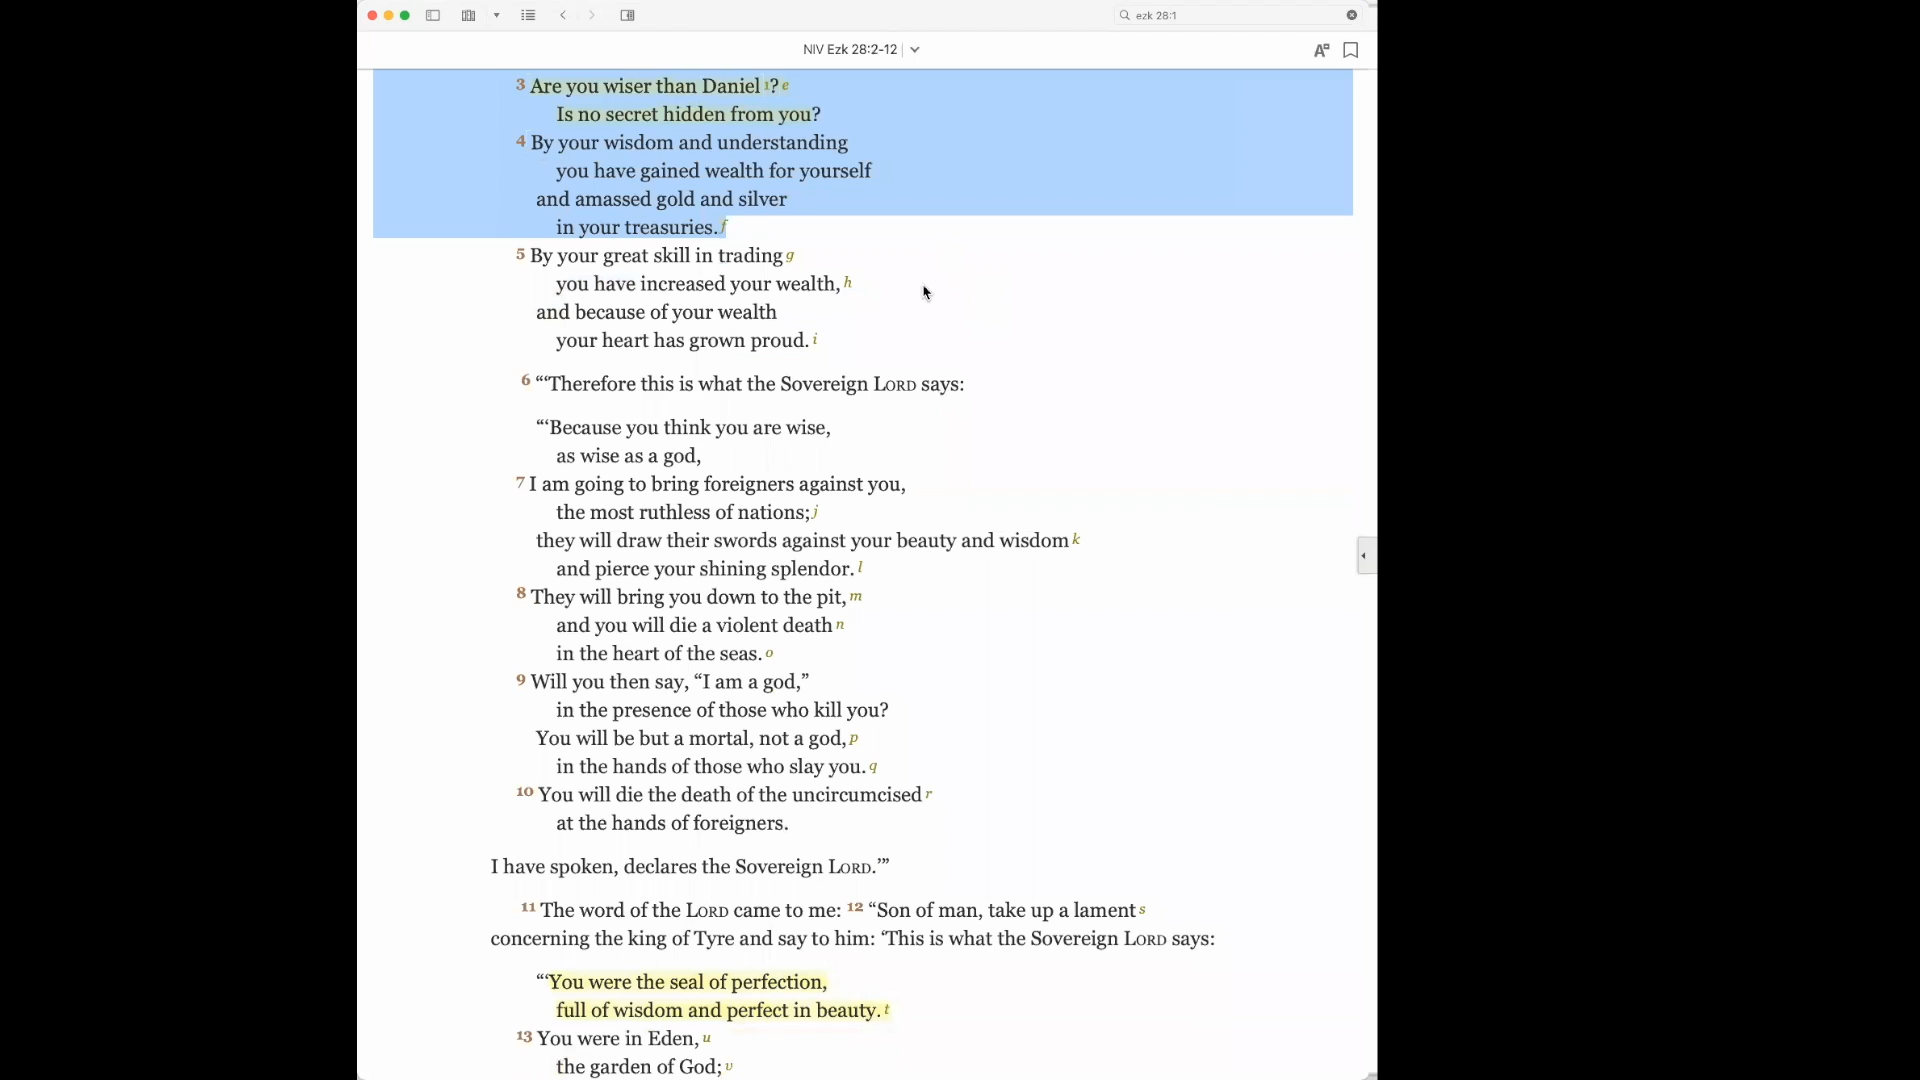 ezk 28:1
NIV Ezk 28:2-12
3 Are you wiser than Daniel 1? e
Is no secret hidden from you?
4 By your wisdom and understanding
you have gained wealth for yourself
and amassed gold and silver
in your treasuries. f
5 By your great skill in trading g
you have increased your wealth, h
and because of your wealth
your heart has grown proud. i
6 “‘Therefore this is what the Sovereign LORD says:
“‘Because you think you are wise,
as wise as a god,
7 I am going to bring foreigners against you,
the most ruthless of nations; j
they will draw their swords against your beauty and wisdom k
and pierce your shining splendor. l
8 They will bring you down to the pit, m
and you will die a violent death n
in the heart of the seas. o
9 Will you then say, “I am a god,”
in the presence of those who kill you?
You will be but a mortal, not a god, p
in the hands of those who slay you. q
10 You will die the death of the uncircumcised r
at the hands of foreigners.
I have spoken, declares the Sovereign LORD.’”
11 The word of the LORD came to me: 12 “Son of man, take up a lament s
concerning the king of Tyre and say to him: ‘This is what the Sovereign LORD says:
“‘You were the seal of perfection,
full of wisdom and perfect in beauty. t
13 You were in Eden, u
the garden of God; v